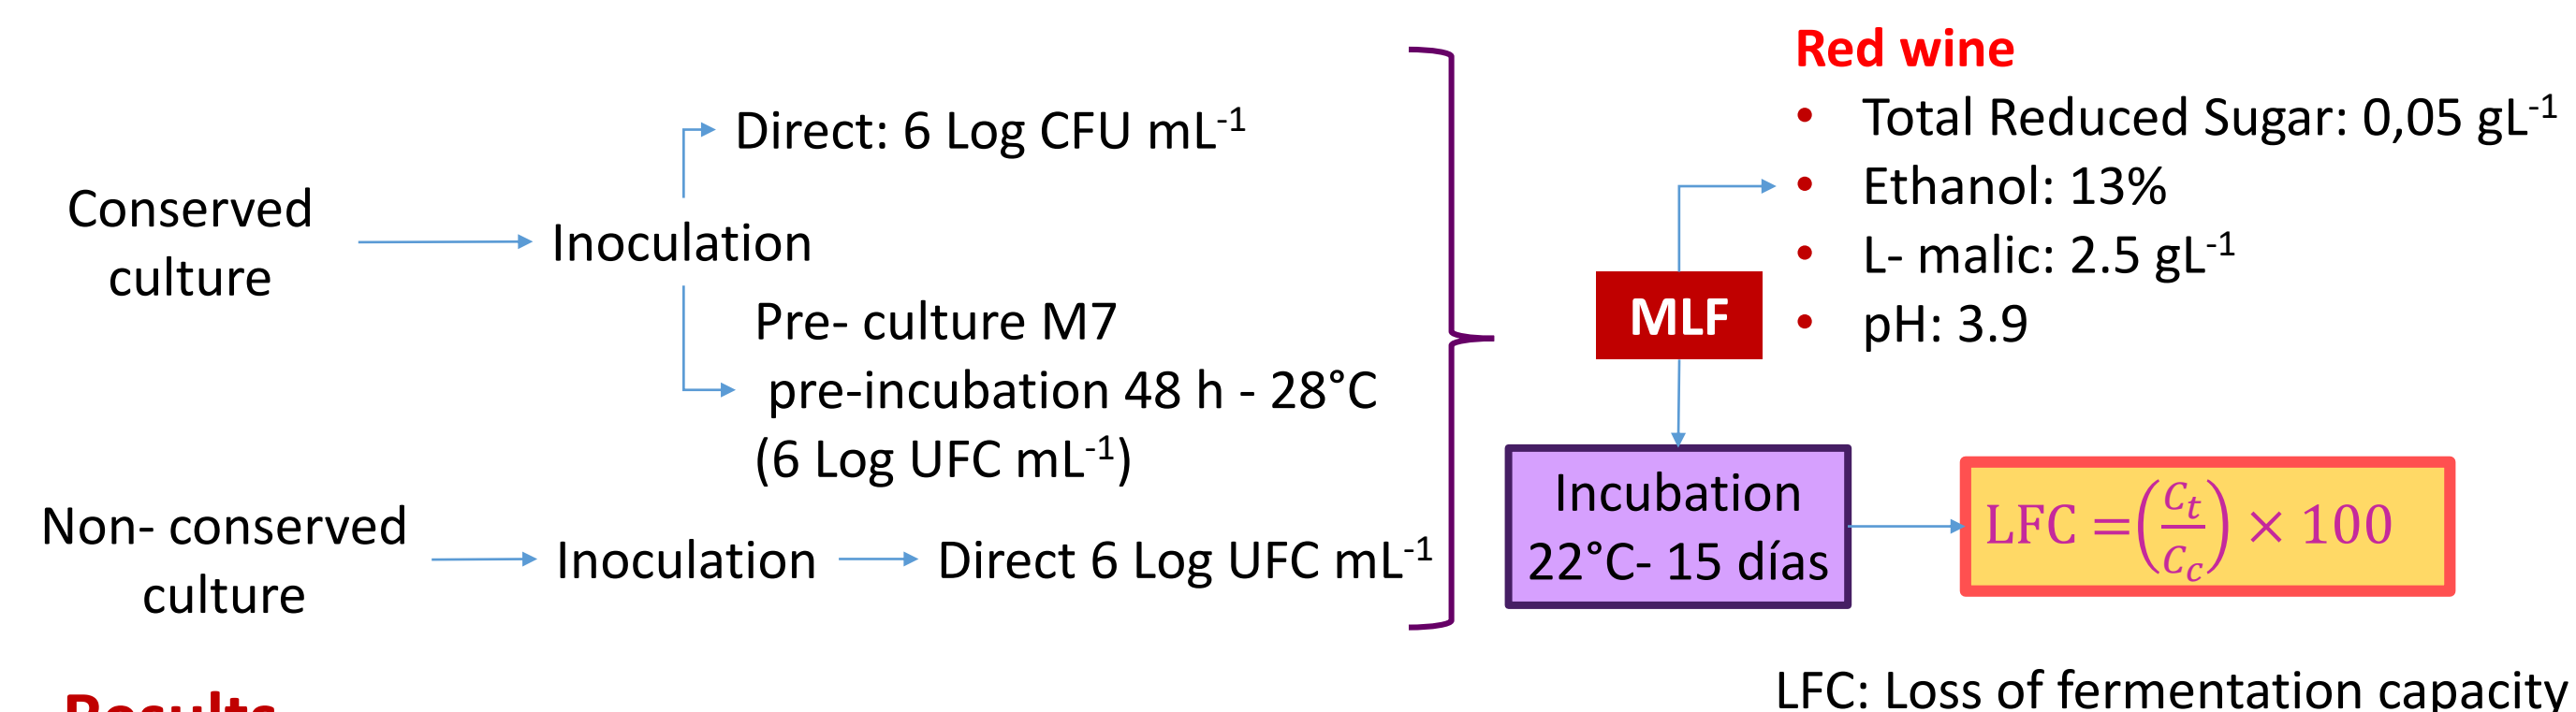 Conserved
culture
Inoculation
Direct: 6 Log CFU mL⁻¹
Pre- culture M7
pre-incubation 48 h - 28°C
(6 Log UFC mL⁻¹)
Non- conserved
culture
Inoculation
Direct 6 Log UFC mL⁻¹
MLF
Red wine
• Total Reduced Sugar: 0,05 gL⁻¹
• Ethanol: 13%
• L- malic: 2.5 gL⁻¹
• pH: 3.9
Incubation
22°C- 15 días
LFC =(C_t/C_c) × 100
LFC: Loss of fermentation capacity
Results